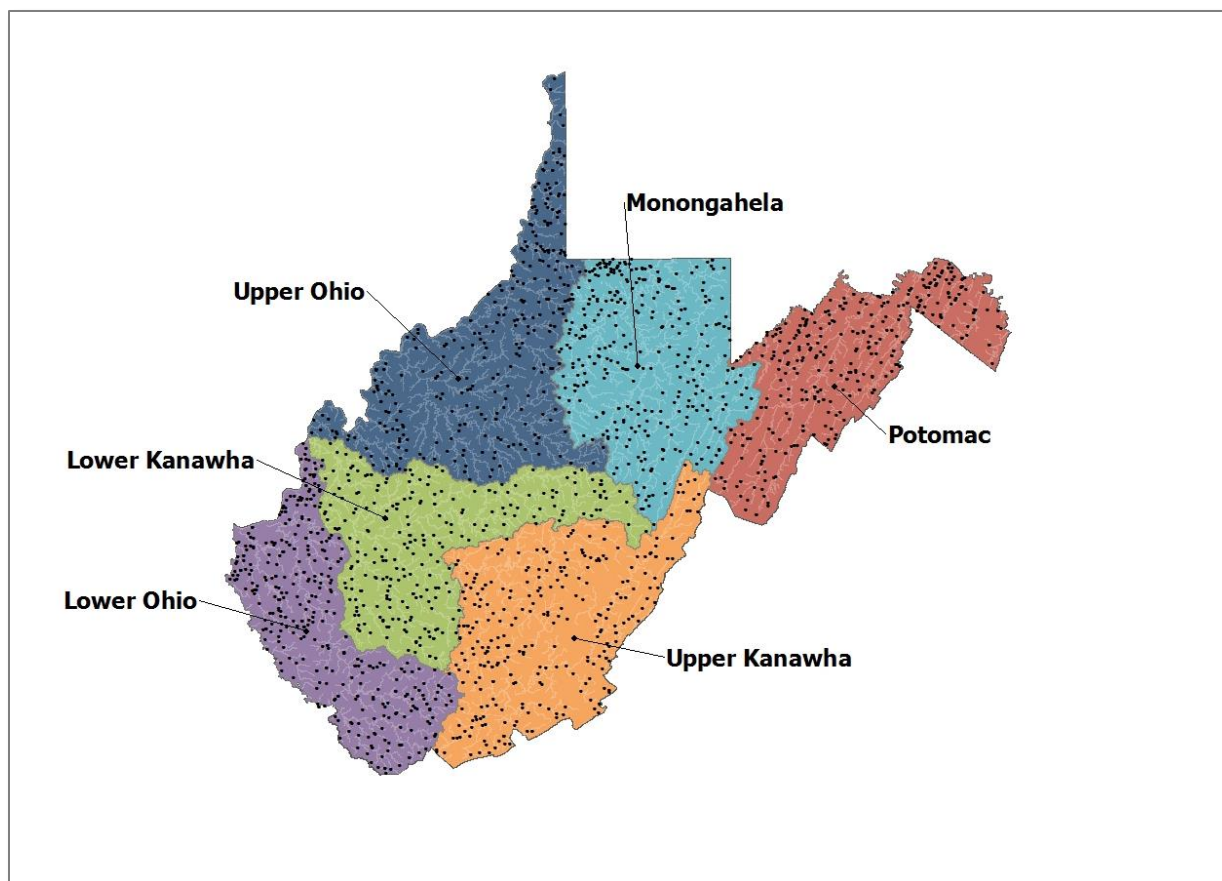 Monongahela
Upper Ohio
Potomac
Lower Kanawha
Lower Ohio
Upper Kanawha